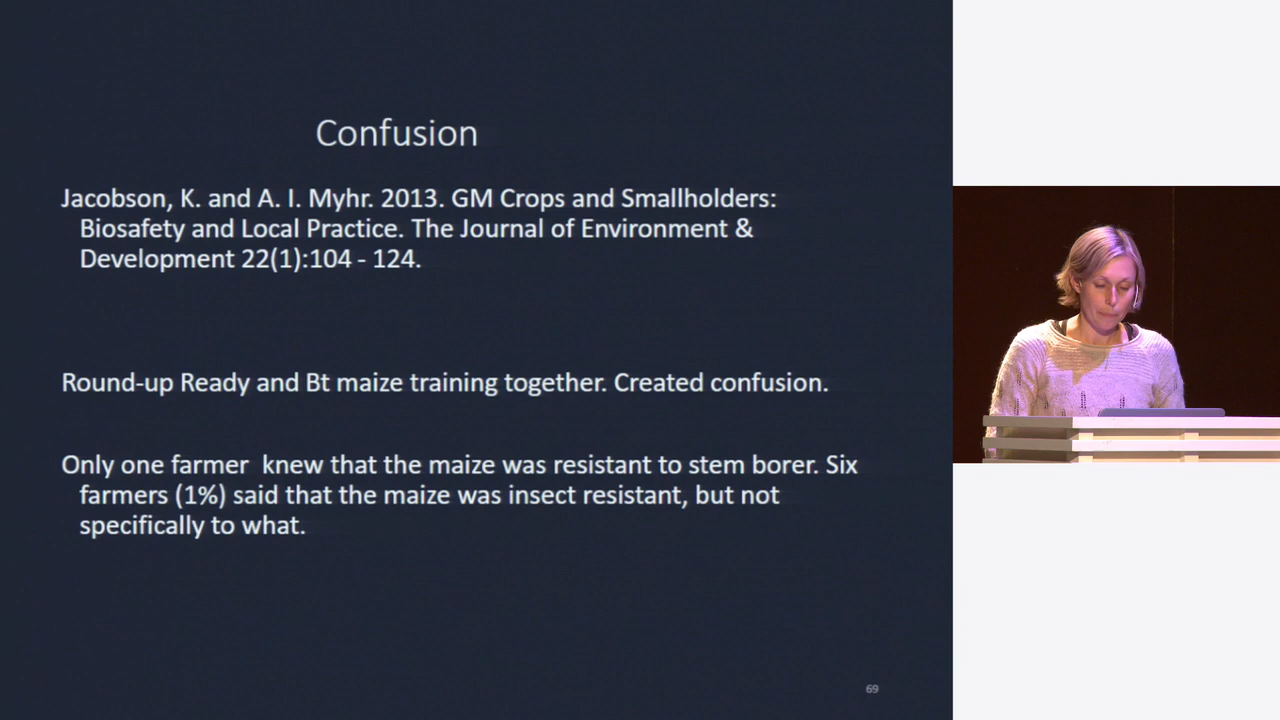 Confusion
Jacobson, K. and A. I. Myhr. 2013. GM Crops and Smallholders:
Biosafety and Local Practice. The Journal of Environment &
Development 22(1):104 - 124.
Round-up Ready and Bt maize training together. Created confusion.
Only one farmer  knew that the maize was resistant to stem borer. Six
farmers (1%) said that the maize was insect resistant, but not
specifically to what.
69